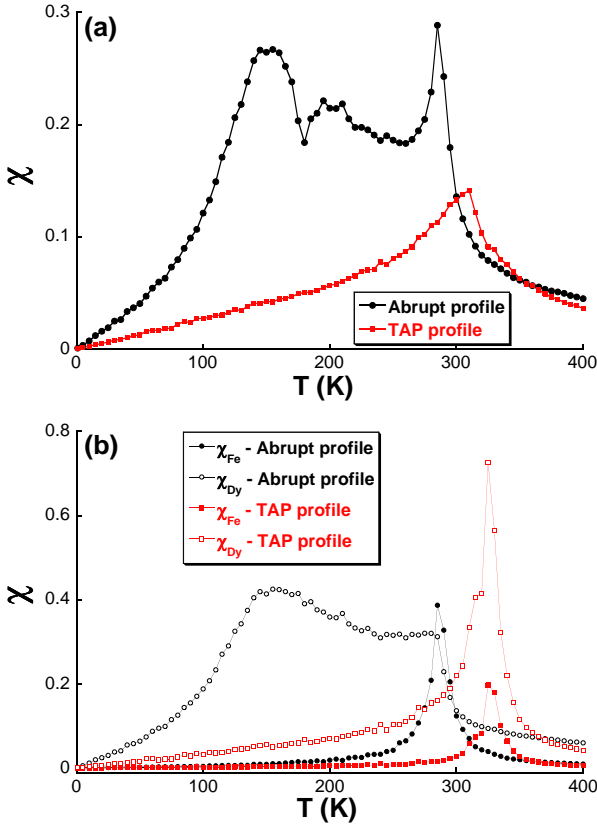 (a)
0.3
0.2
0.1
0
χ
Abrupt profile
TAP profile
100 200 300 400
T (K)
(b)
0.8
0.6
0.4
0.2
0
χ
χFe - Abrupt profile
χDy - Abrupt profile
χFe - TAP profile
χDy - TAP profile
0 100 200 300 400
T (K)